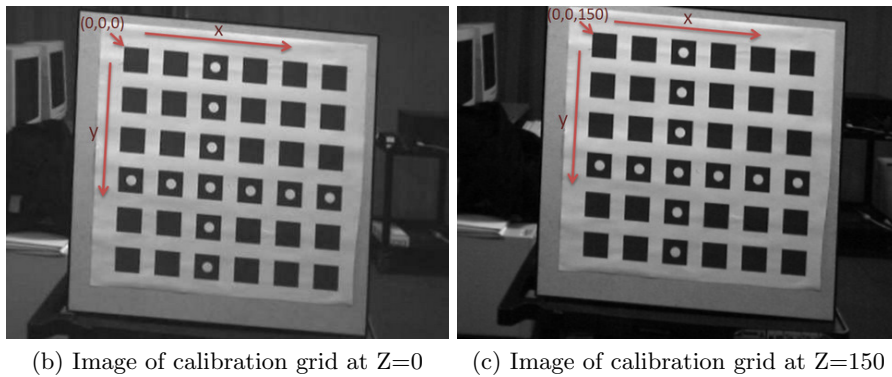 (0,0,0)
x
y
(0,0,150)
x
y
(b) Image of calibration grid at Z=0
(c) Image of calibration grid at Z=150